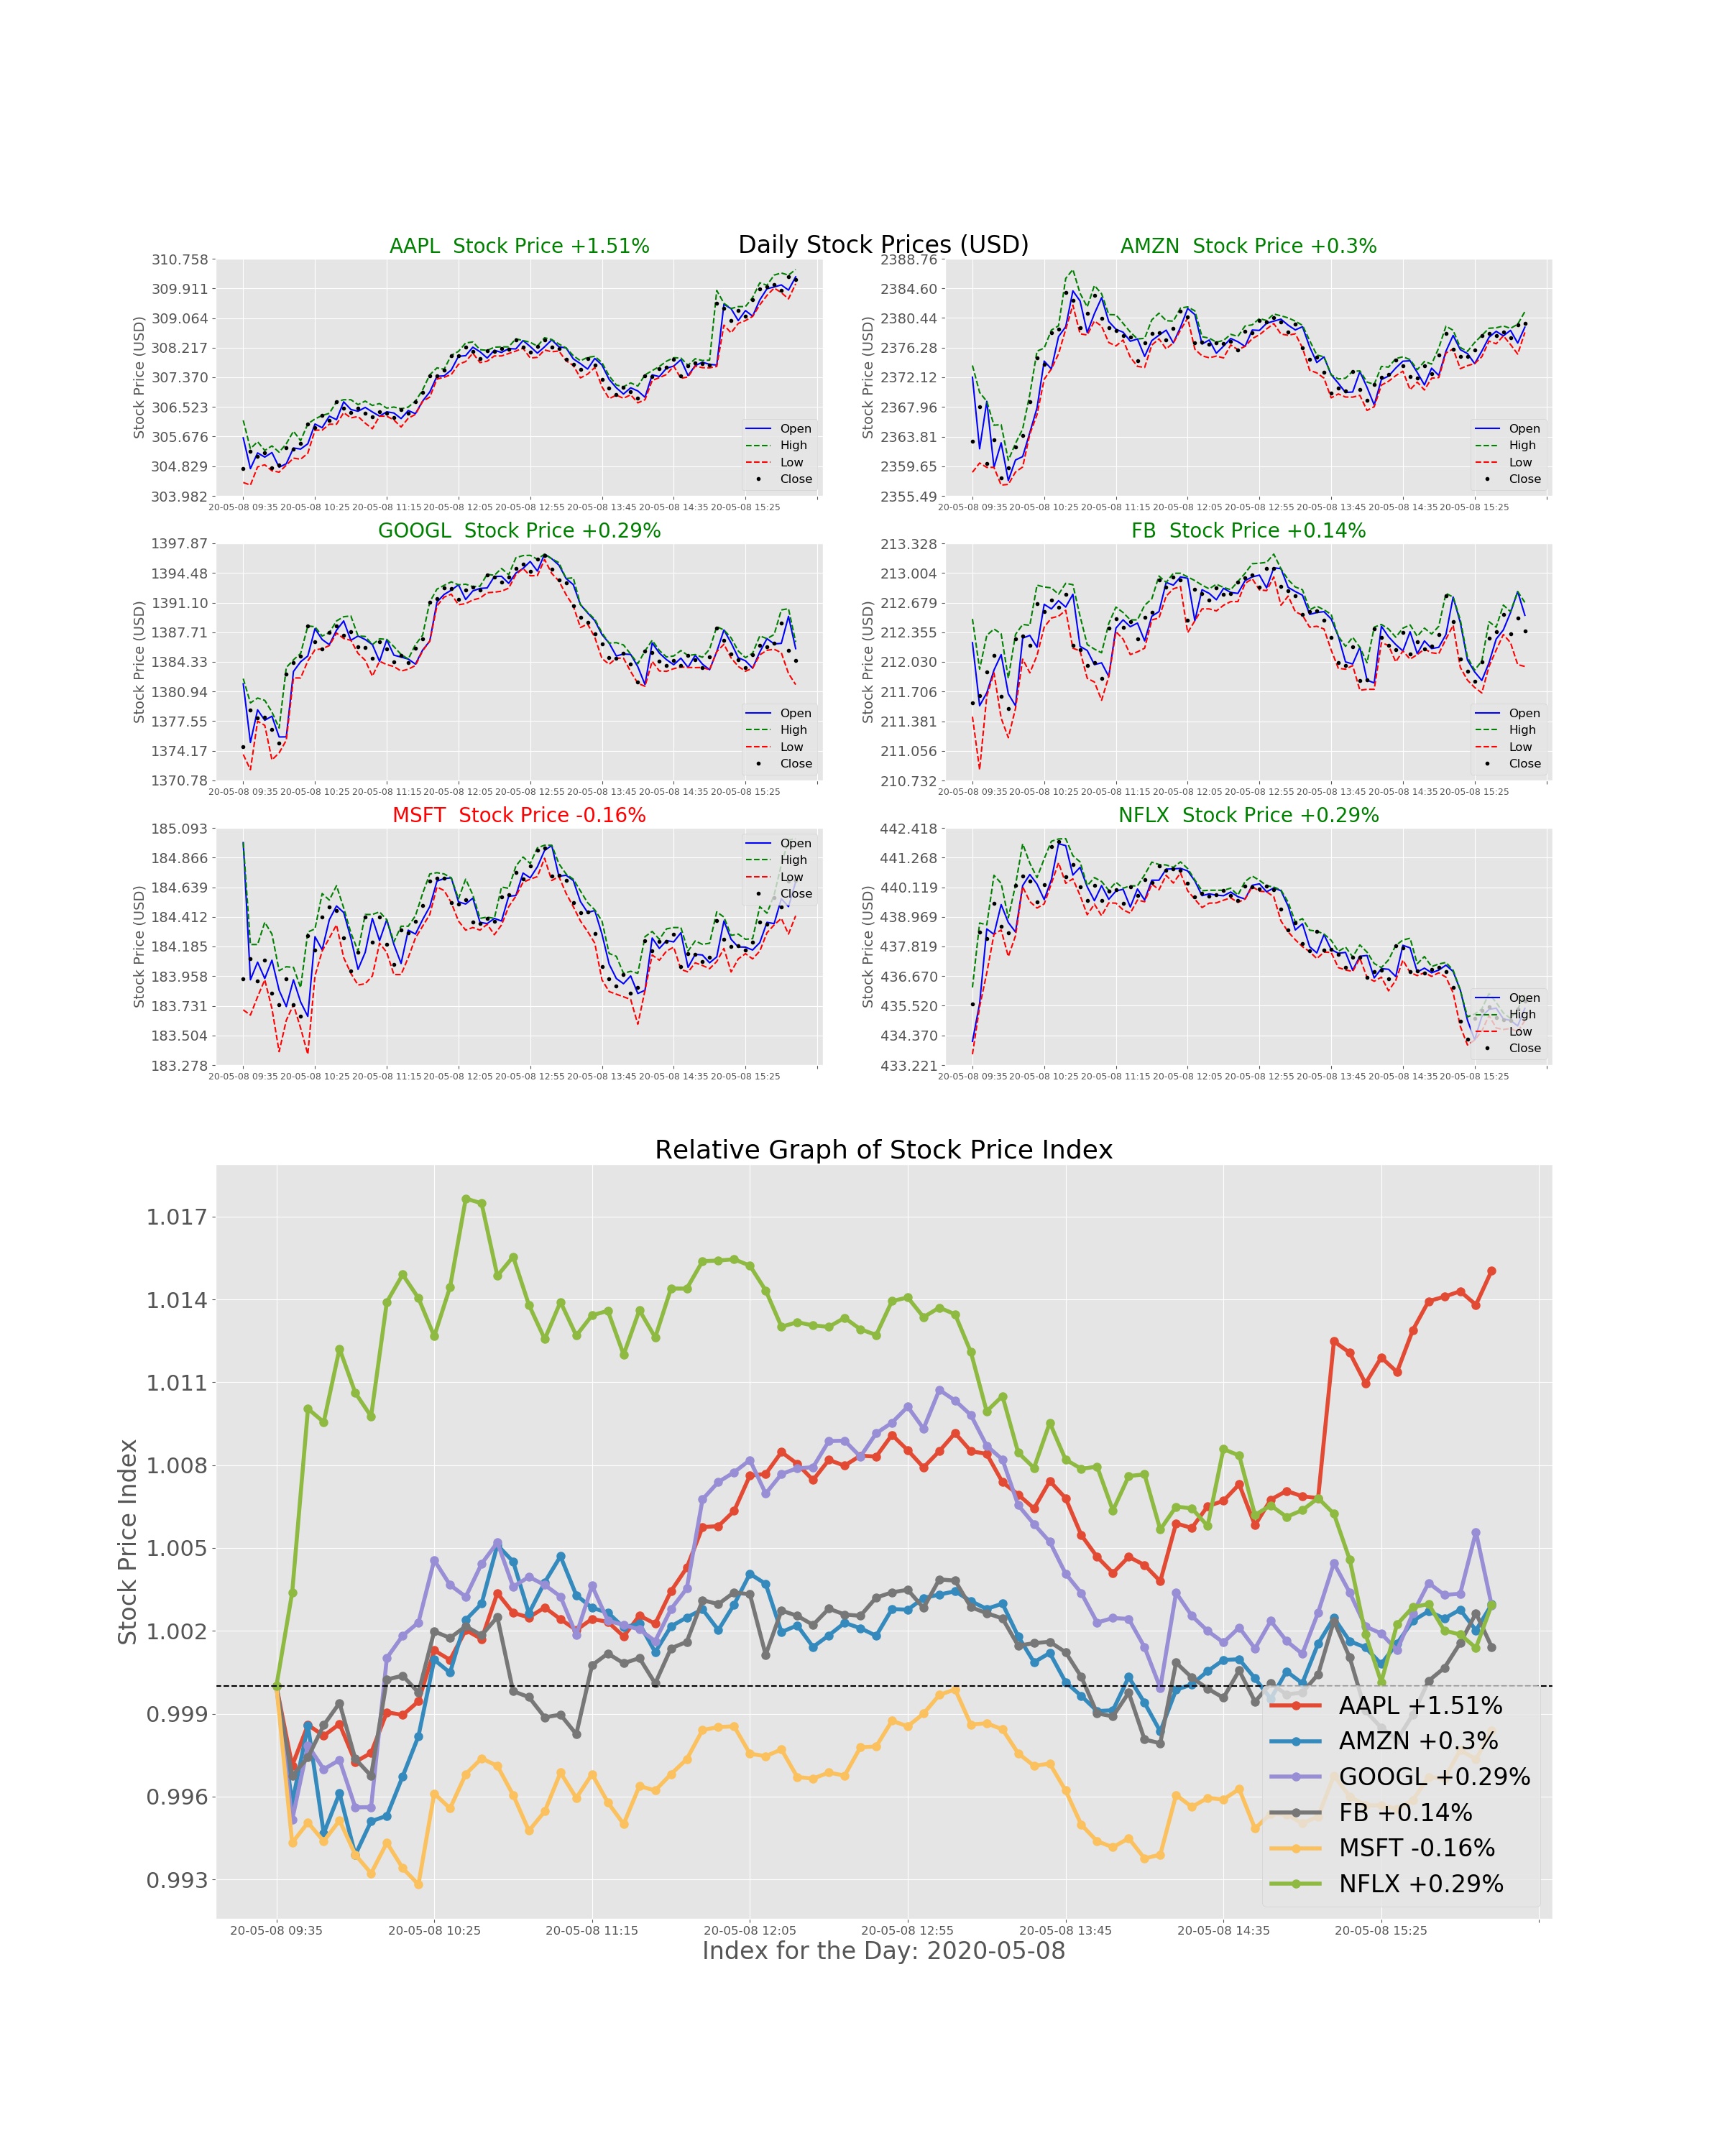 Daily Stock Prices (USD)
AAPL  Stock Price +1.51%
310.758
309.911
309.064
308.217
307.370
306.523
305.676
304.829
303.982
Stock Price (USD)
Open
High
Low
Close
20-05-08 09:35 20-05-08 10:25 20-05-08 11:15 20-05-08 12:05 20-05-08 12:55 20-05-08 13:45 20-05-08 14:35 20-05-08 15:25
AMZN  Stock Price +0.3%
2388.76
2384.60
2380.44
2376.28
2372.12
2367.96
2363.81
2359.65
2355.49
Stock Price (USD)
Open
High
Low
Close
20-05-08 09:35 20-05-08 10:25 20-05-08 11:15 20-05-08 12:05 20-05-08 12:55 20-05-08 13:45 20-05-08 14:35 20-05-08 15:25
GOOGL  Stock Price +0.29%
1397.87
1394.48
1391.10
1387.71
1384.33
1380.94
1377.55
1374.17
1370.78
Stock Price (USD)
Open
High
Low
Close
20-05-08 09:35 20-05-08 10:25 20-05-08 11:15 20-05-08 12:05 20-05-08 12:55 20-05-08 13:45 20-05-08 14:35 20-05-08 15:25
FB  Stock Price +0.14%
213.328
213.004
212.679
212.355
212.030
211.706
211.381
211.056
210.732
Stock Price (USD)
Open
High
Low
Close
20-05-08 09:35 20-05-08 10:25 20-05-08 11:15 20-05-08 12:05 20-05-08 12:55 20-05-08 13:45 20-05-08 14:35 20-05-08 15:25
MSFT  Stock Price -0.16%
185.093
184.866
184.639
184.412
184.185
183.958
183.731
183.504
183.278
Stock Price (USD)
Open
High
Low
Close
20-05-08 09:35 20-05-08 10:25 20-05-08 11:15 20-05-08 12:05 20-05-08 12:55 20-05-08 13:45 20-05-08 14:35 20-05-08 15:25
NFLX  Stock Price +0.29%
442.418
441.268
440.119
438.969
437.819
436.670
435.520
434.370
433.221
Stock Price (USD)
Open
High
Low
Close
20-05-08 09:35 20-05-08 10:25 20-05-08 11:15 20-05-08 12:05 20-05-08 12:55 20-05-08 13:45 20-05-08 14:35 20-05-08 15:25
Relative Graph of Stock Price Index
1.017
1.014
1.011
1.008
1.005
1.002
0.999
0.996
0.993
Stock Price Index
AAPL +1.51%
AMZN +0.3%
GOOGL +0.29%
FB +0.14%
MSFT -0.16%
NFLX +0.29%
20-05-08 09:35 20-05-08 10:25 20-05-08 11:15 20-05-08 12:05 20-05-08 12:55 20-05-08 13:45 20-05-08 14:35 20-05-08 15:25
Index for the Day: 2020-05-08